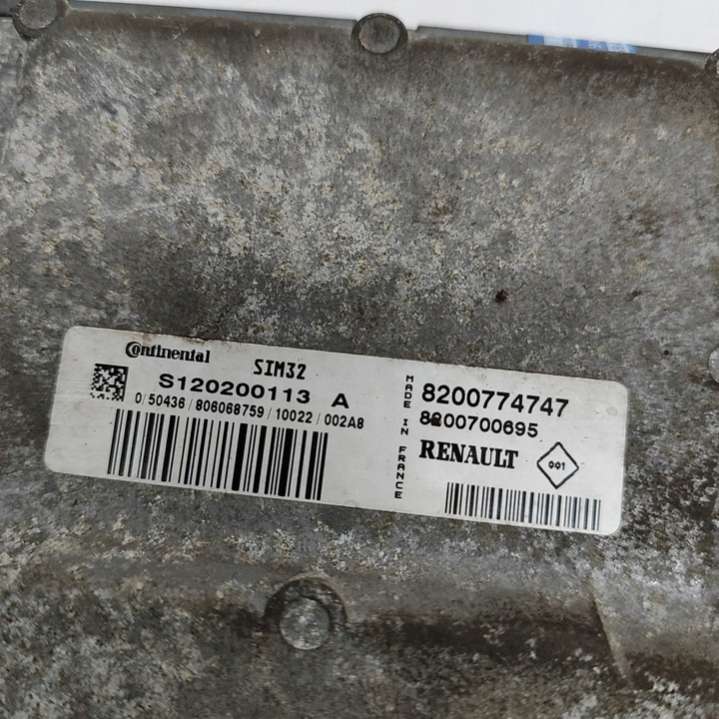 Continental SIM32
S120200113 A
0/50436/806068759/10022/002A8
MADE IN FRANCE
8200774747
8200700695
RENAULT
001